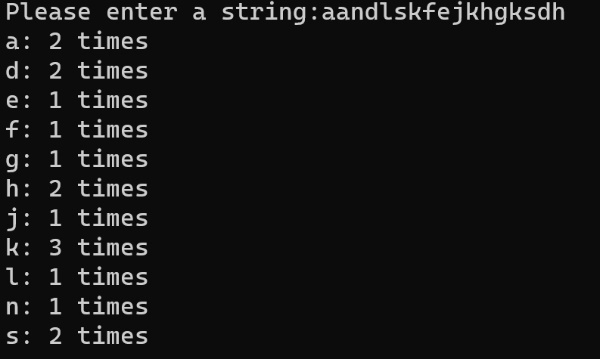 Please enter a string:aandlskfejkhgksdh
a: 2 times
d: 2 times
e: 1 times
f: 1 times
g: 1 times
h: 2 times
j: 1 times
k: 3 times
l: 1 times
n: 1 times
s: 2 times